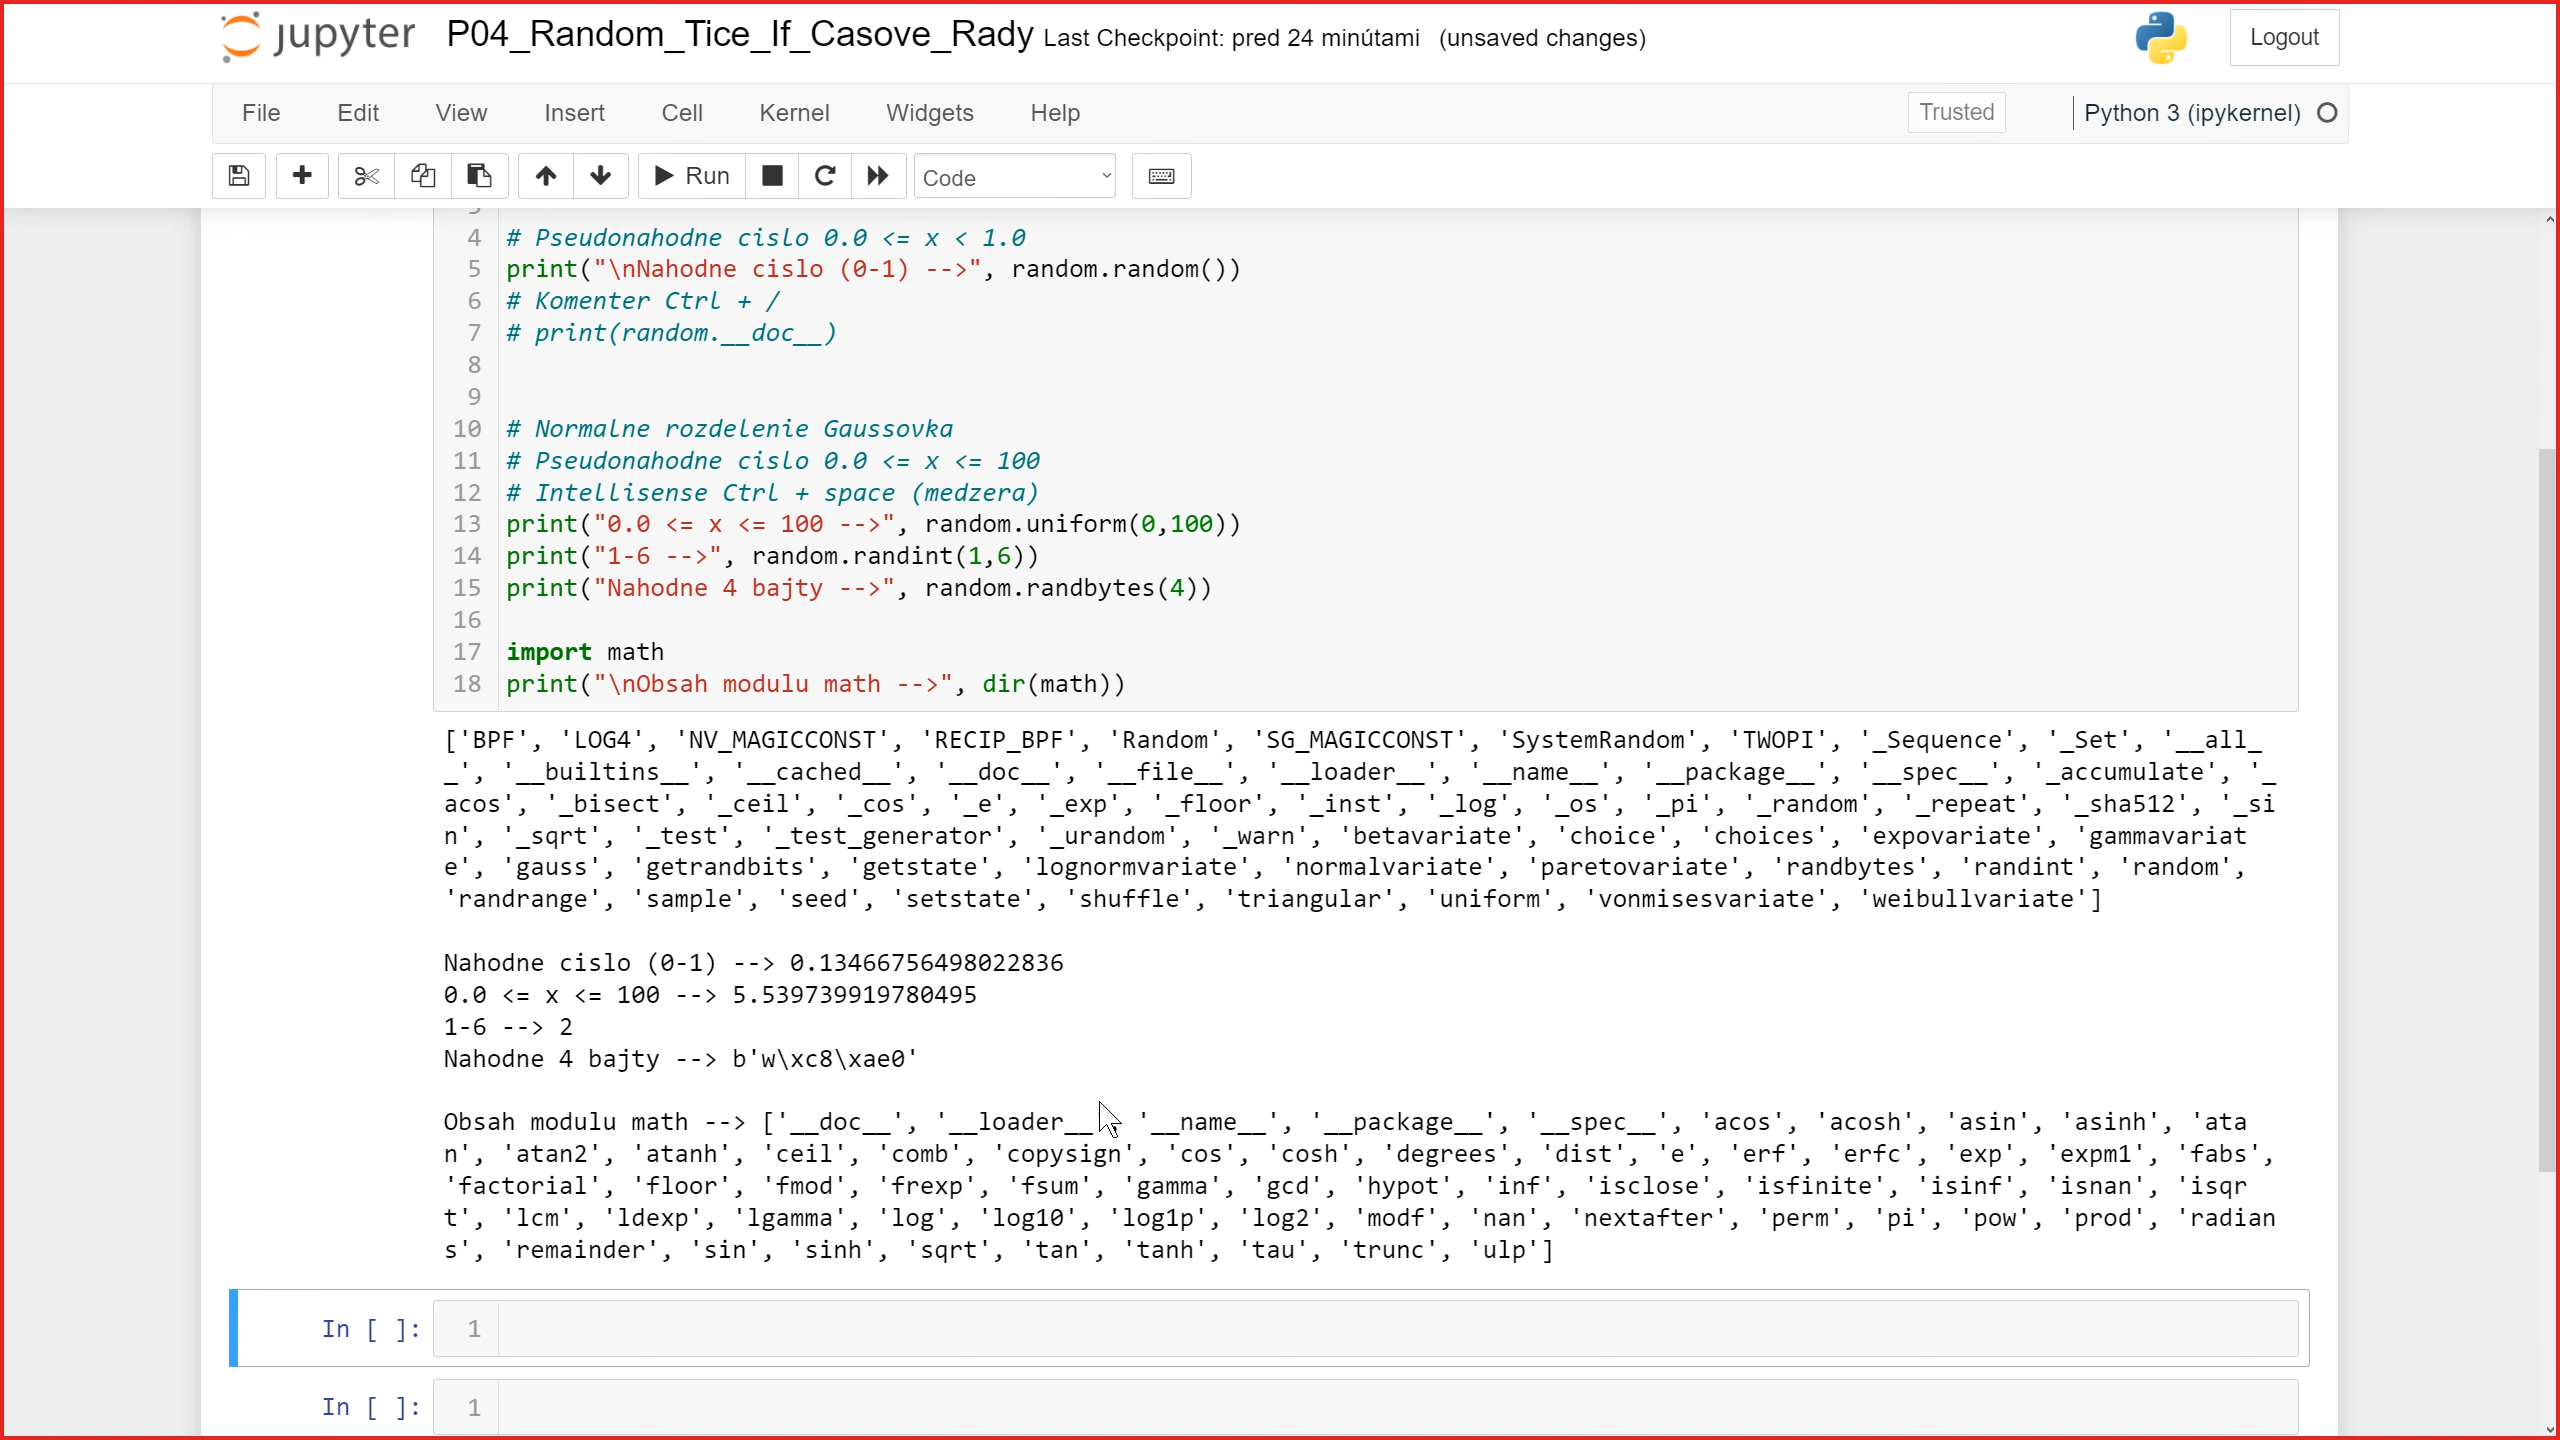 jupyter P04_Random_Tice_If_Casove_Rady Last Checkpoint: pred 24 minútami (unsaved changes) Logout
File Edit View Insert Cell Kernel Widgets Help Trusted Python 3 (ipykernel)
Run Code
4 # Pseudonahodne cislo 0.0 <= x < 1.0
5 print("\nNahodne cislo (0-1) -->", random.random())
6 # Komenter Ctrl + /
7 # print(random.__doc__)
8
9
10 # Normalne rozdelenie Gaussovka
11 # Pseudonahodne cislo 0.0 <= x <= 100
12 # Intellisense Ctrl + space (medzera)
13 print("0.0 <= x <= 100 -->", random.uniform(0,100))
14 print("1-6 -->", random.randint(1,6))
15 print("Nahodne 4 bajty -->", random.randbytes(4))
16
17 import math
18 print("\nObsah modulu math -->", dir(math))
['BPF', 'LOG4', 'NV_MAGICCONST', 'RECIP_BPF', 'Random', 'SG_MAGICCONST', 'SystemRandom', 'TWOPI', '_Sequence', '_Set', '__all_
_', '__builtins__', '__cached__', '__doc__', '__file__', '__loader__', '__name__', '__package__', '__spec__', '_accumulate', '_
acos', '_bisect', '_ceil', '_cos', '_e', '_exp', '_floor', '_inst', '_log', '_os', '_pi', '_random', '_repeat', '_sha512', '_si
n', '_sqrt', '_test', '_test_generator', '_urandom', '_warn', 'betavariate', 'choice', 'choices', 'expovariate', 'gammavariat
e', 'gauss', 'getrandbits', 'getstate', 'lognormvariate', 'normalvariate', 'paretovariate', 'randbytes', 'randint', 'random',
'randrange', 'sample', 'seed', 'setstate', 'shuffle', 'triangular', 'uniform', 'vonmisesvariate', 'weibullvariate']
Nahodne cislo (0-1) --> 0.13466756498022836
0.0 <= x <= 100 --> 5.539739919780495
1-6 --> 2
Nahodne 4 bajty --> b'w\xc8\xae0'
Obsah modulu math --> ['__doc__', '__loader__', '__name__', '__package__', '__spec__', 'acos', 'acosh', 'asin', 'asinh', 'ata
n', 'atan2', 'atanh', 'ceil', 'comb', 'copysign', 'cos', 'cosh', 'degrees', 'dist', 'e', 'erf', 'erfc', 'exp', 'expm1', 'fabs',
'factorial', 'floor', 'fmod', 'frexp', 'fsum', 'gamma', 'gcd', 'hypot', 'inf', 'isclose', 'isfinite', 'isinf', 'isnan', 'isqr
t', 'lcm', 'ldexp', 'lgamma', 'log', 'log10', 'log1p', 'log2', 'modf', 'nan', 'nextafter', 'perm', 'pi', 'pow', 'prod', 'radian
s', 'remainder', 'sin', 'sinh', 'sqrt', 'tan', 'tanh', 'tau', 'trunc', 'ulp']
In [ ]: 1
In [ ]: 1